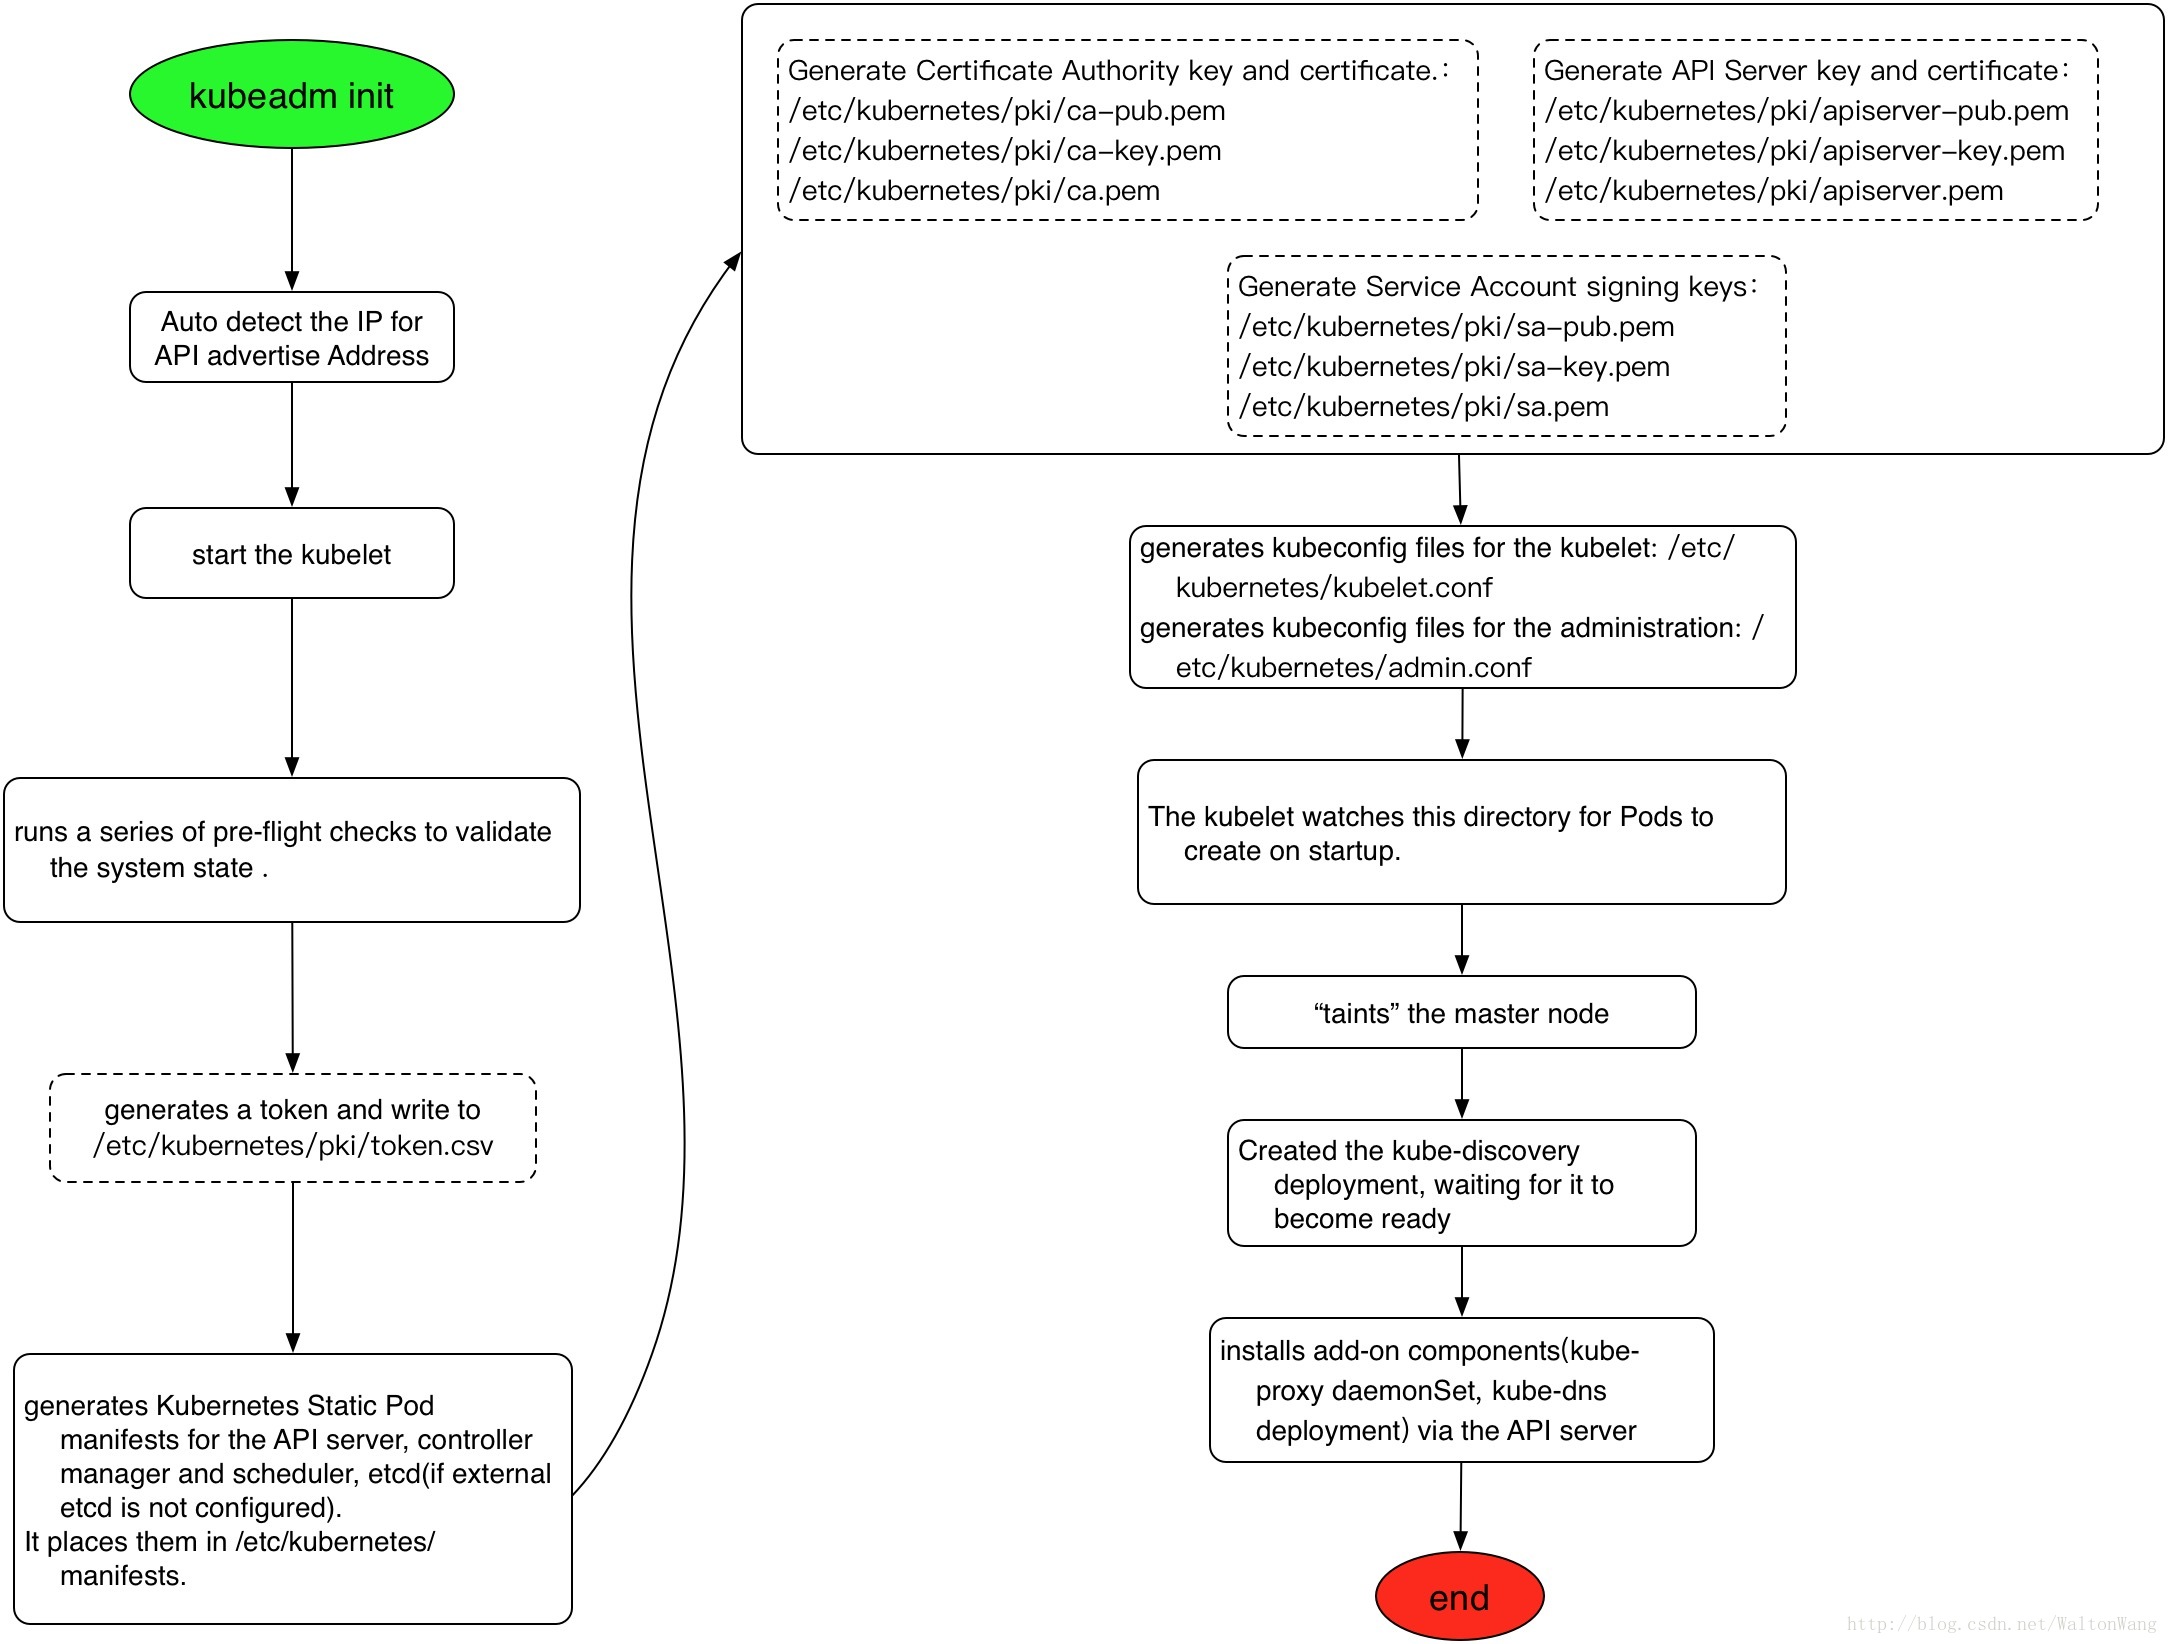 kubeadm init
Auto detect the IP for
API advertise Address
start the kubelet
runs a series of pre-flight checks to validate
the system state .
generates a token and write to
/etc/kubernetes/pki/token.csv
generates Kubernetes Static Pod
manifests for the API server, controller
manager and scheduler, etcd(if external
etcd is not configured).
It places them in /etc/kubernetes/
manifests.
Generate Certificate Authority key and certificate.：
/etc/kubernetes/pki/ca-pub.pem
/etc/kubernetes/pki/ca-key.pem
/etc/kubernetes/pki/ca.pem
Generate API Server key and certificate：
/etc/kubernetes/pki/apiserver-pub.pem
/etc/kubernetes/pki/apiserver-key.pem
/etc/kubernetes/pki/apiserver.pem
Generate Service Account signing keys：
/etc/kubernetes/pki/sa-pub.pem
/etc/kubernetes/pki/sa-key.pem
/etc/kubernetes/pki/sa.pem
generates kubeconfig files for the kubelet: /etc/
kubernetes/kubelet.conf
generates kubeconfig files for the administration: /
etc/kubernetes/admin.conf
The kubelet watches this directory for Pods to
create on startup.
“taints” the master node
Created the kube-discovery
deployment, waiting for it to
become ready
installs add-on components(kube-
proxy daemonSet, kube-dns
deployment) via the API server
end
http://blog.csdn.net/WaltonWang